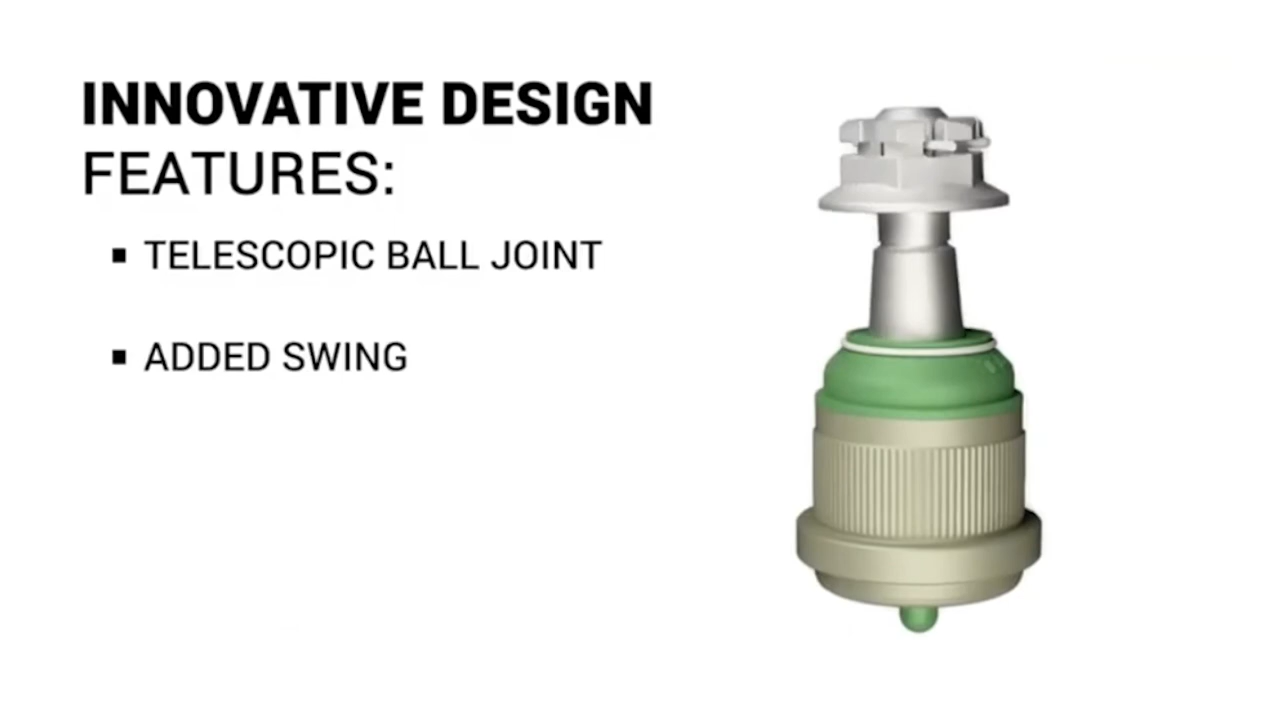 INNOVATIVE DESIGN
FEATURES:
▪ TELESCOPIC BALL JOINT
▪ ADDED SWING